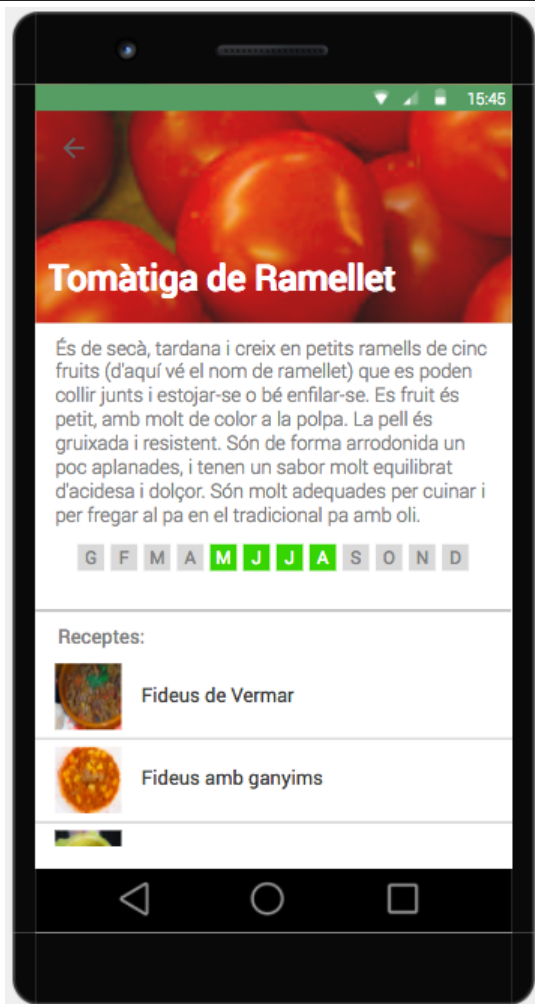 15:45
Tomàtiga de Ramellet
És de secà, tardana i creix en petits ramells de cinc
fruits (d'aquí vé el nom de ramellet) que es poden
collir junts i estojar-se o bé enfilar-se. Es fruit és
petit, amb molt de color a la polpa. La pell és
gruixada i resistent. Són de forma arrodonida un
poc aplanades, i tenen un sabor molt equilibrat
d'acidesa i dolçor. Són molt adequades per cuinar i
per fregar al pa en el tradicional pa amb oli.
G F M A M J J A S O N D
Receptes:
Fideus de Vermar
Fideus amb ganyims